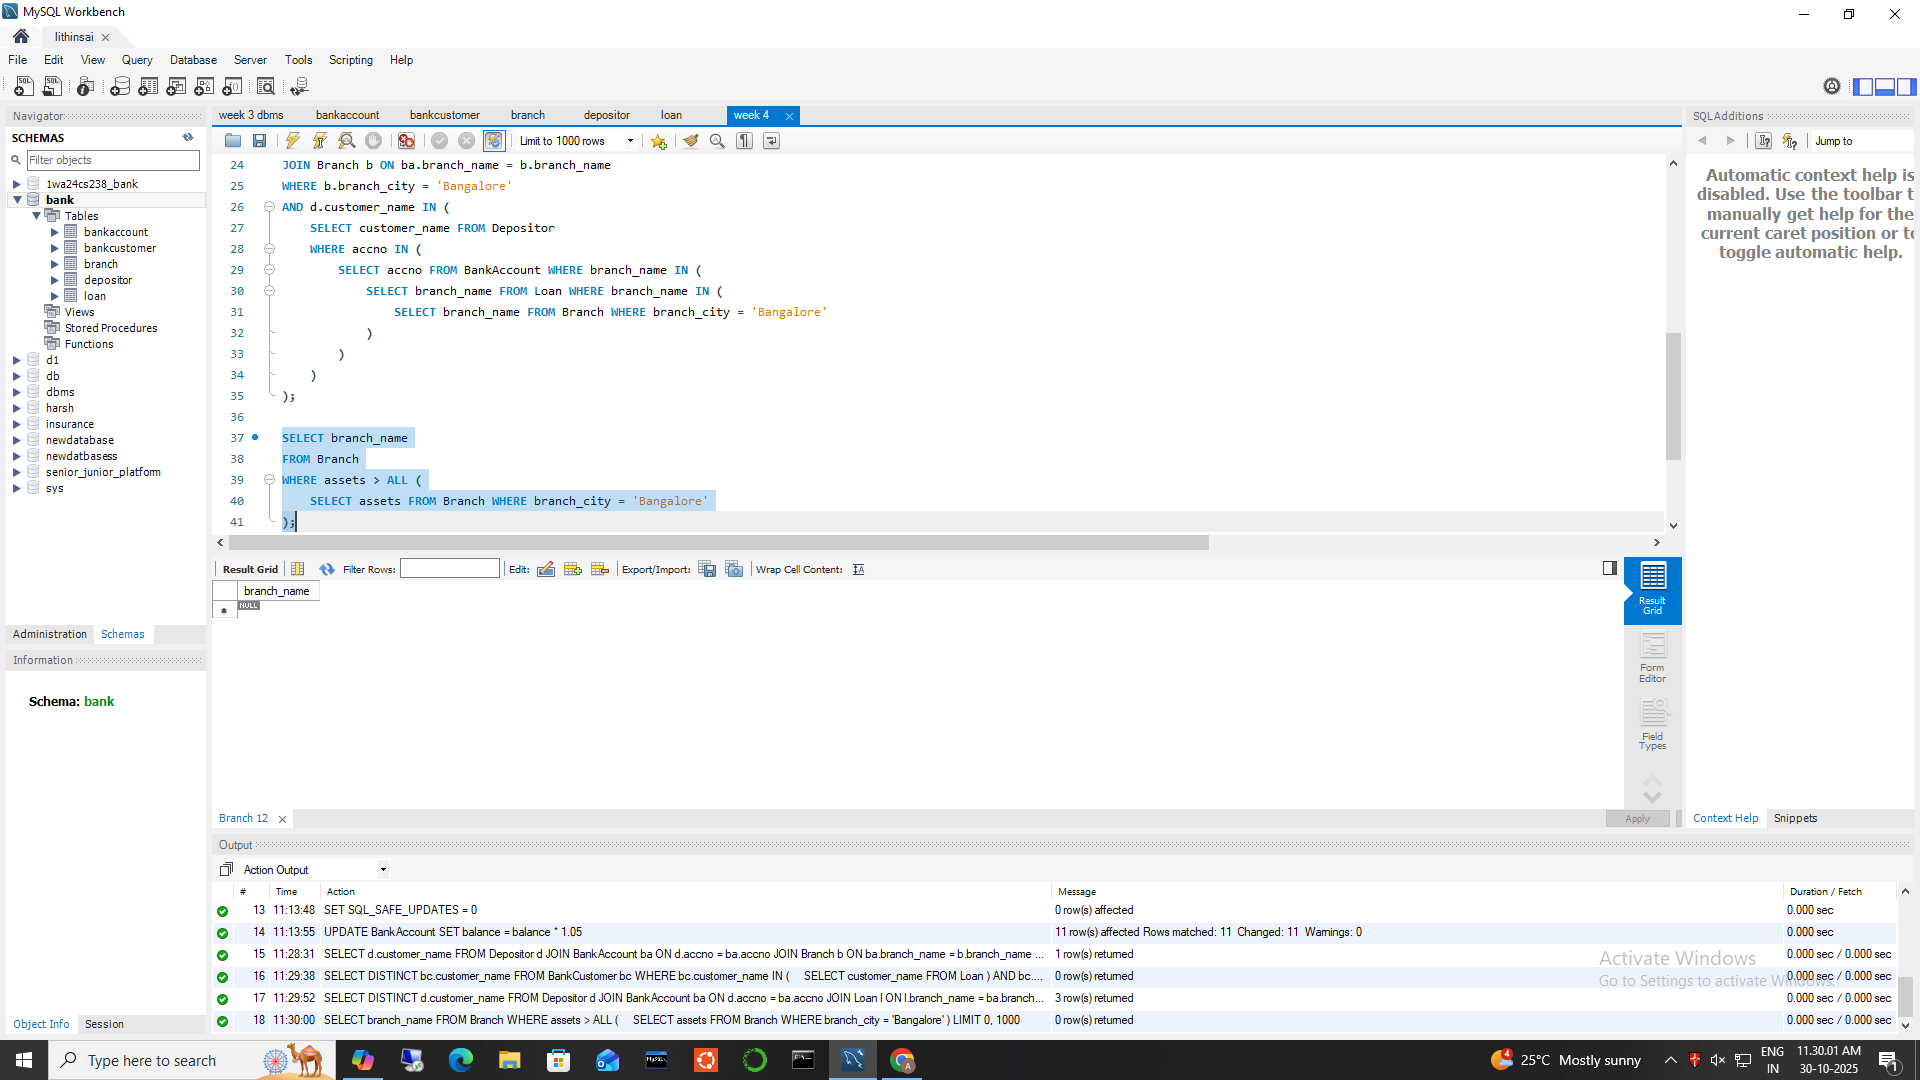 MySQL Workbench
lithinsai
File Edit View Query Database Server Tools Scripting Help
Navigator
SCHEMAS
Filter objects
1wa24cs238_bank
bank
Tables
bankaccount
bankcustomer
branch
depositor
loan
Views
Stored Procedures
Functions
d1
db
dbms
harsh
insurance
newdatabase
newdatbasess
senior_junior_platfom
sys
Administration Schemas
Information
Schema: bank
Object Info Session
week 3 dbms bankaccount bankcustomer branch depositor loan week 4
Limit to 1000 rows
24 JOIN Branch b ON ba.branch_name = b.branch_name
25 WHERE b.branch_city = 'Bangalore'
26 AND d.customer_name IN (
27 SELECT customer_name FROM Depositor
28 WHERE accno IN (
29 SELECT accno FROM BankAccount WHERE branch_name IN (
30 SELECT branch_name FROM Loan WHERE branch_name IN (
31 SELECT branch_name FROM Branch WHERE branch_city = 'Bangalore'
32 )
33 )
34 )
35 );
36
37 SELECT branch_name
38 FROM Branch
39 WHERE assets > ALL (
40 SELECT assets FROM Branch WHERE branch_city = 'Bangalore'
41 );
Result Grid Filter Rows: Edit: Export/Import: Wrap Cell Content:
branch_name
NULL
Result Grid
Form Editor
Field Types
Branch 12
Apply
SQLAdditions
Jump to
Automatic context help is
disabled. Use the toolbar t
manually get help for the
current caret position or to
toggle automatic help.
Context Help Snippets
Output
Action Output
# Time Action Message Duration / Fetch
13 11:13:48 SET SQL_SAFE_UPDATES = 0 0 row(s) affected 0.000 sec
14 11:13:55 UPDATE BankAccount SET balance = balance * 1.05 11 row(s) affected Rows matched: 11 Changed: 11 Warnings: 0 0.000 sec
15 11:28:31 SELECT d.customer_name FROM Depositor d JOIN BankAccount ba ON d.accno = ba.accno JOIN Branch b ON ba.branch_name = b.branch_name ... 1 row(s) returned 0.000 sec / 0.000 sec
16 11:29:38 SELECT DISTINCT bc.customer_name FROM BankCustomer bc WHERE bc.customer_name IN ( SELECT customer_name FROM Loan ) AND bc.... 0 row(s) returned 0.000 sec / 0.000 sec
17 11:29:52 SELECT DISTINCT d.customer_name FROM Depositor d JOIN BankAccount ba ON d.accno = ba.accno JOIN Loan l ON l.branch_name = ba.branch... 3 row(s) returned 0.000 sec / 0.000 sec
18 11:30:00 SELECT branch_name FROM Branch WHERE assets > ALL ( SELECT assets FROM Branch WHERE branch_city = 'Bangalore' ) LIMIT 0, 1000 0 row(s) returned 0.000 sec / 0.000 sec
Activate Windows
Go to Settings to activate Windows.
Type here to search
25°C Mostly sunny
ENG
IN
11.30.01 AM
30-10-2025